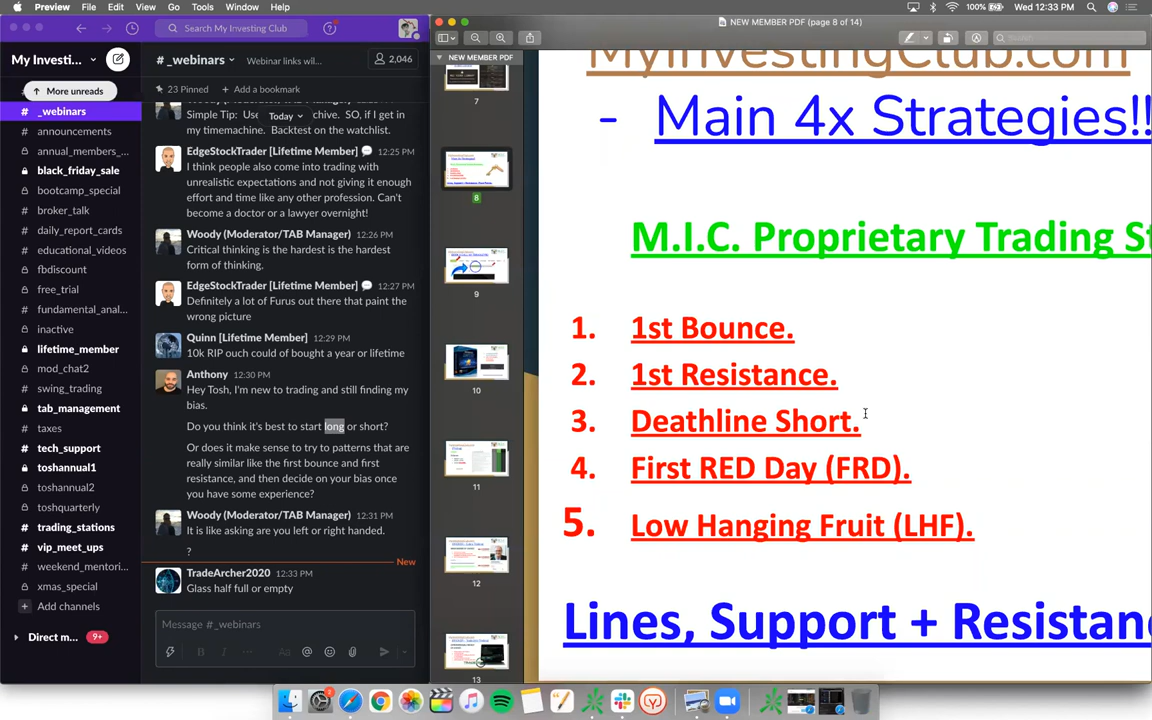 Preview File Edit View Go Tools Window Help
100% Wed 12:33 PM
Search My Investing Club
My Investi...
More unreads
# _webinars
# announcements
annual_members_...
black_friday_sale
bootcamp_special
# broker_talk
# daily_report_cards
# educational_videos
fbdiscount
# free_trial
# fundamental_anal...
# inactive
lifetime_member
mod_chat2
# swing_trading
tab_management
# taxes
# tech_support
toshannual1
toshannual2
toshquarterly
# trading_stations
# vip_meet_ups
# weekend_mentori...
xmas_special
Add channels
Direct m...
9+
# _webinars
Webinar links wil...
2,046
23 Pinned
Add a bookmark
Today
my timemachine. Backtest on the watchlist.
EdgeStockTrader [Lifetime Member] 12:25 PM
I think people also come into trading with
unrealistic expectations and not giving it enough
effort and time like any other profession. Can't
become a doctor or a lawyer overnight!
Woody (Moderator/TAB Manager) 12:26 PM
Critical thinking is the hardest is the hardest
form of thinking.
EdgeStockTrader [Lifetime Member] 12:27 PM
Definitely a lot of Furus out there that paint the
wrong picture
Quinn [Lifetime Member] 12:29 PM
10k RIP ouch could of bought a year or lifetime
Anthony 12:30 PM
Hey Tosh, I'm new to trading and still finding my
bias.
Do you think it's best to start long or short?
Or does it make sense to try to patterns that are
really similar like the first bounce and first
resistance, and then decide on your bias once
you have some experience?
Woody (Moderator/TAB Manager) 12:31 PM
It is like asking are you left or right handed.
?
New
TradeArcher2020 12:33 PM
Glass half full or empty
Message #_webinars
NEW MEMBER PDF (page 8 of 14)
Search
NEW MEMBER PDF
7
8
9
10
11
12
13
MyInvestingClub.com
- Main 4x Strategies!!
M.I.C. Proprietary Trading St
1. 1st Bounce.
2. 1st Resistance.
3. Deathline Short.
4. First RED Day (FRD).
5. Low Hanging Fruit (LHF).
Lines, Support + Resistan